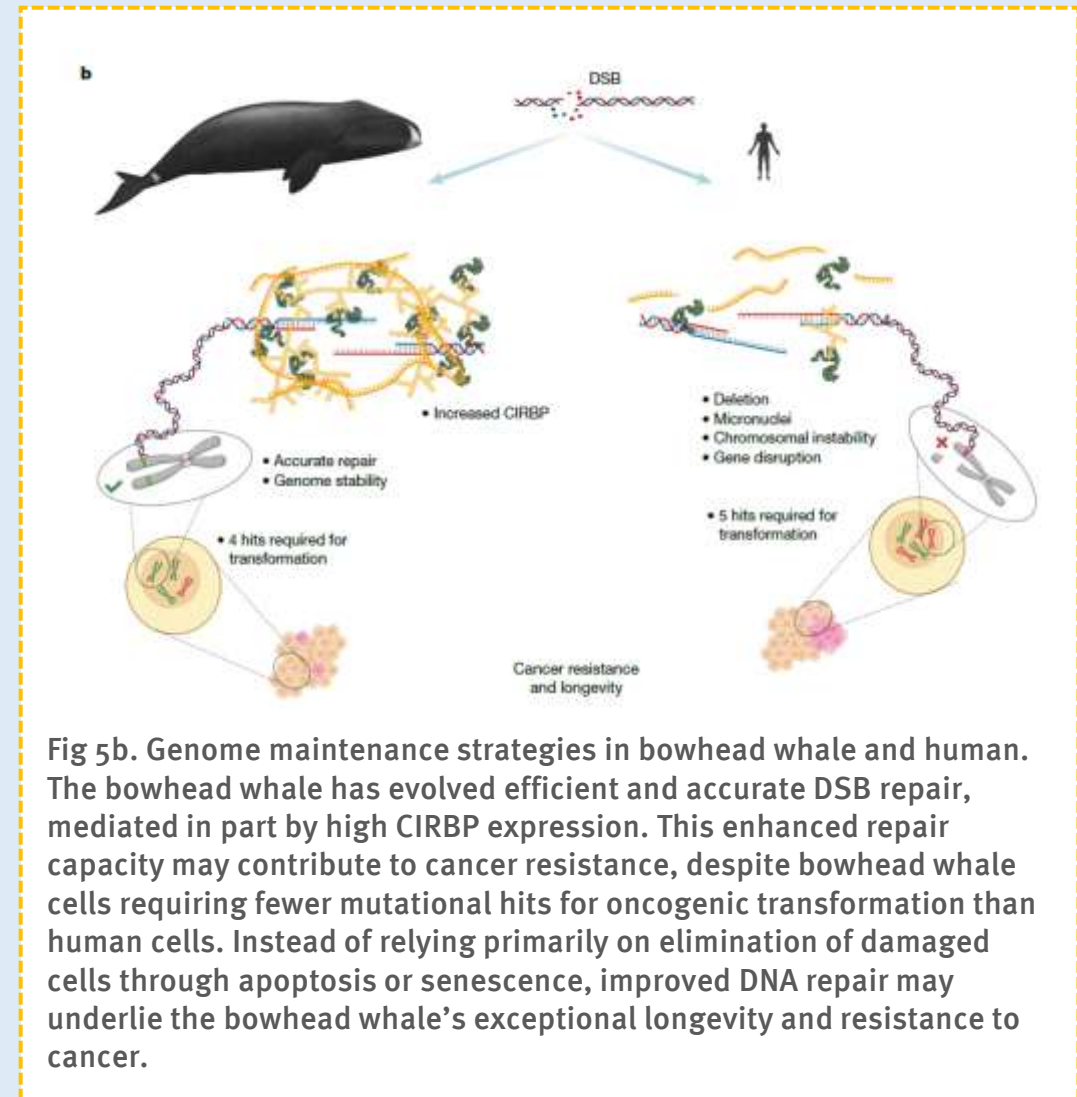 b
DSB
• Increased CIRBP
• Accurate repair
• Genome stability
• 4 hits required for
transformation
• Deletion
• Micronuclei
• Chromosomal instability
• Gene disruption
• 5 hits required for
transformation
Cancer resistance
and longevity
Fig 5b. Genome maintenance strategies in bowhead whale and human.
The bowhead whale has evolved efficient and accurate DSB repair,
mediated in part by high CIRBP expression. This enhanced repair
capacity may contribute to cancer resistance, despite bowhead whale
cells requiring fewer mutational hits for oncogenic transformation than
human cells. Instead of relying primarily on elimination of damaged
cells through apoptosis or senescence, improved DNA repair may
underlie the bowhead whale’s exceptional longevity and resistance to
cancer.